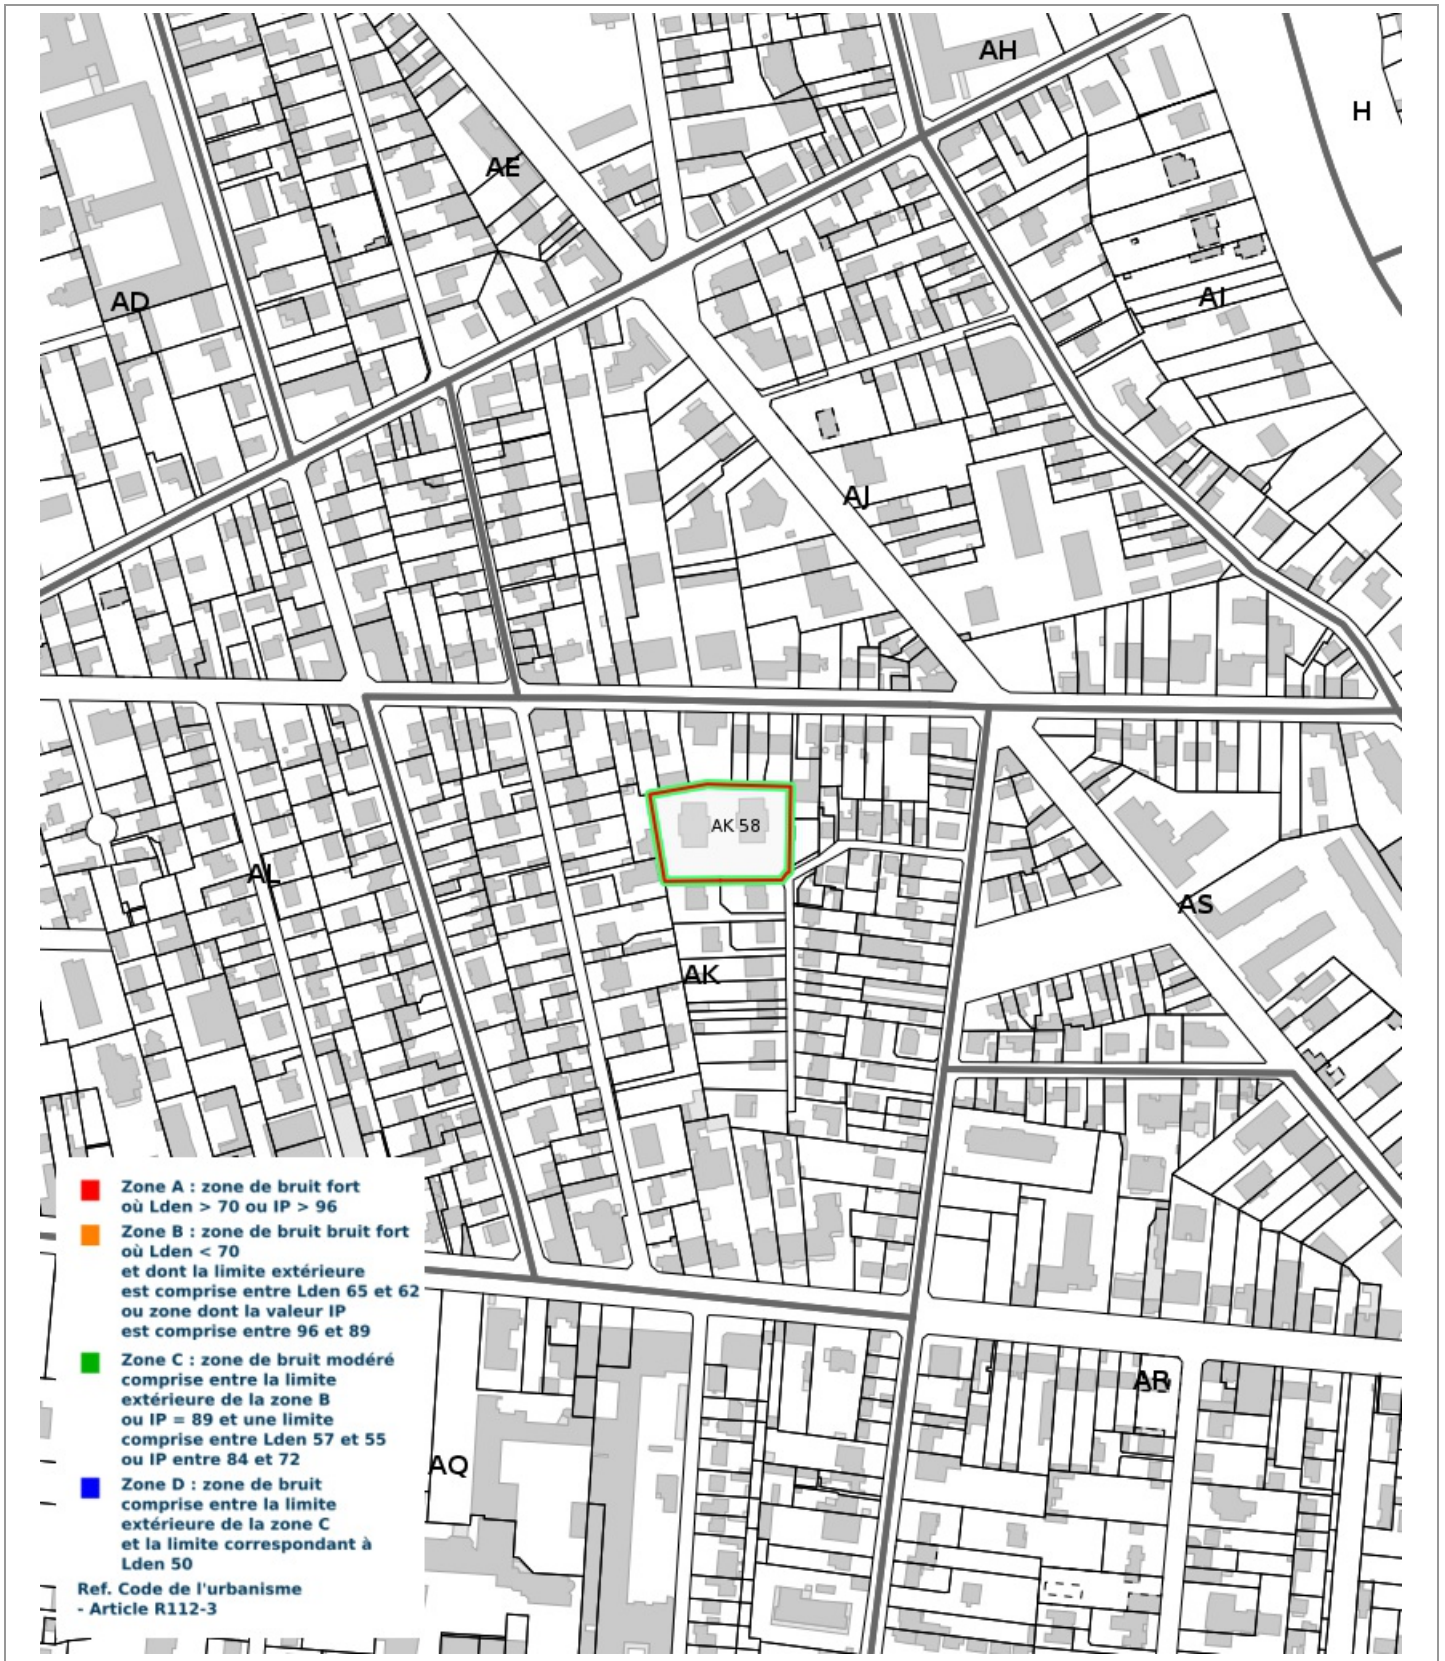 AH
H
AE
AD
AI
AJ
AK 58
AL
AS
AK
Zone A : zone de bruit fort
où Lden > 70 ou IP > 96
Zone B : zone de bruit bruit fort
où Lden < 70
et dont la limite extérieure
est comprise entre Lden 65 et 62
ou zone dont la valeur IP
est comprise entre 96 et 89
Zone C : zone de bruit modéré
comprise entre la limite
extérieure de la zone B
ou IP = 89 et une limite
comprise entre Lden 57 et 55
ou IP entre 84 et 72
AR
AQ
Zone D : zone de bruit
comprise entre la limite
extérieure de la zone C
et la limite correspondant à
Lden 50
Ref. Code de l'urbanisme
- Article R112-3